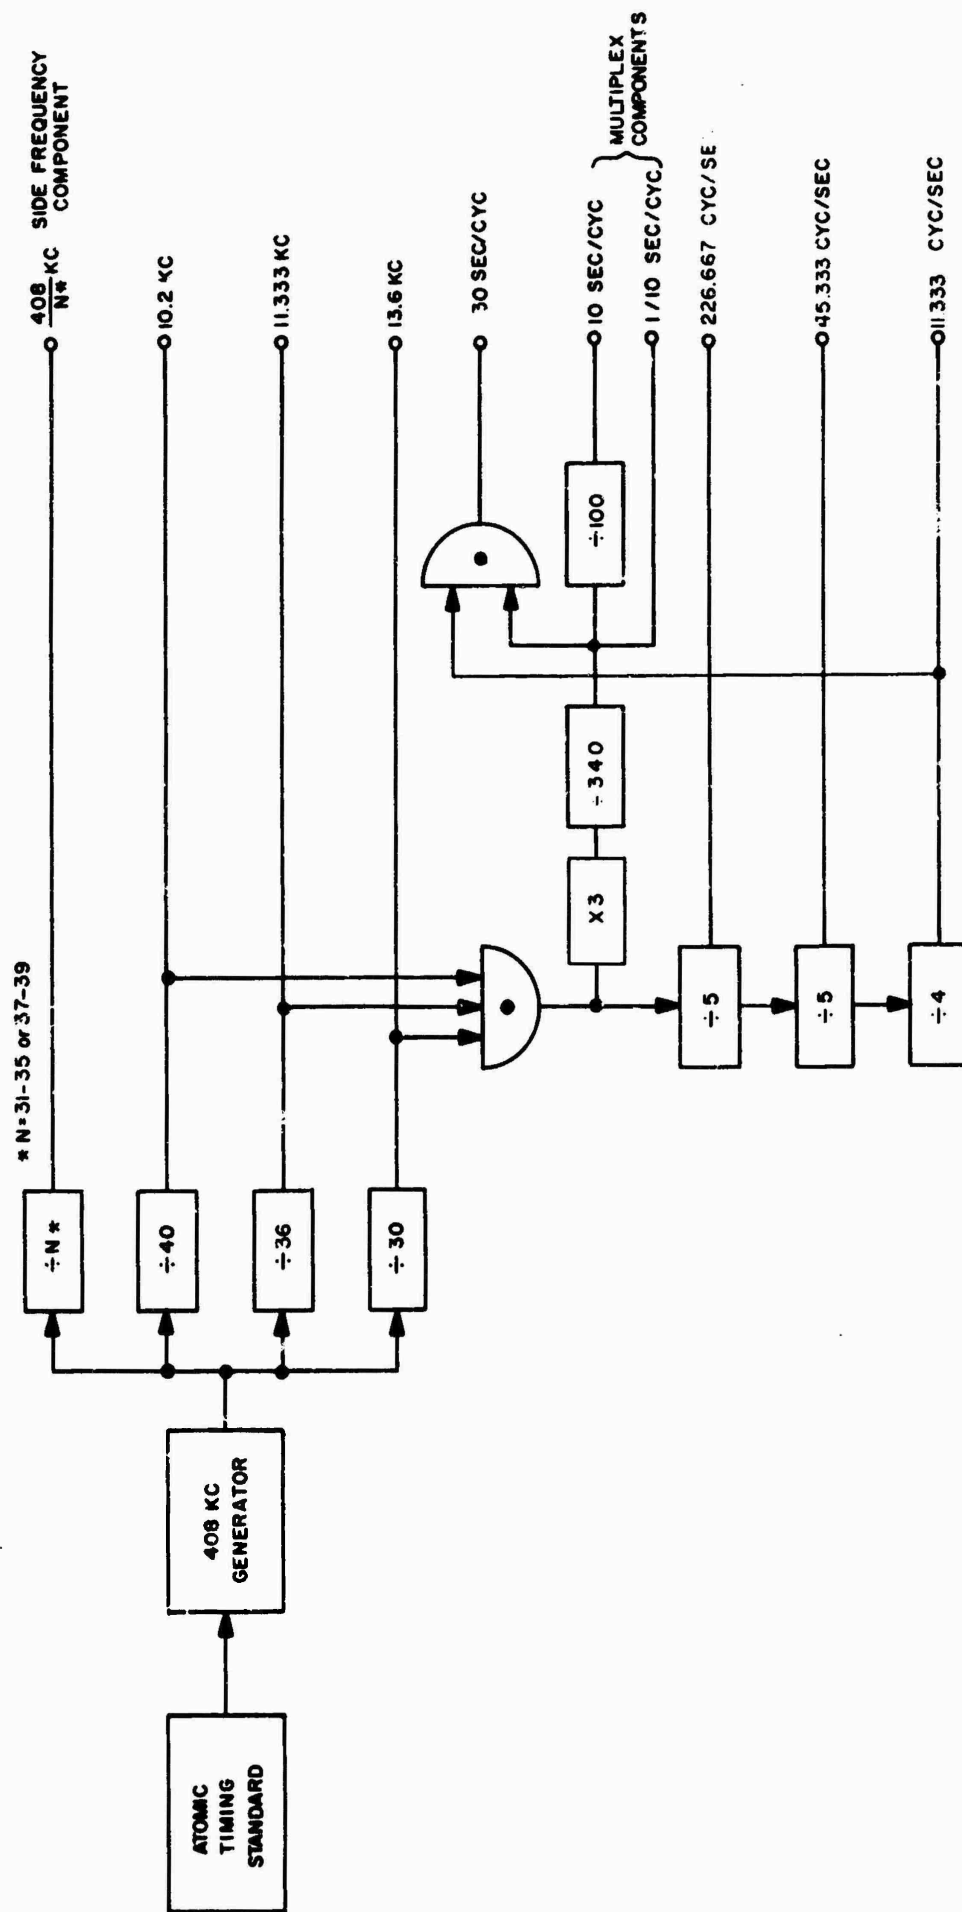 * N=31-35 or 37-39
ATOMIC
TIMING
STANDARD
408 KC
GENERATOR
÷N*
÷40
÷36
÷30
408
N*
KC
SIDE FREQUENCY
COMPONENT
10.2 KC
11.333 KC
13.6 KC
30 SEC/CYC
X3
÷340
÷100
10 SEC/CYC
1/10 SEC/CYC
MULTIPLEX
COMPONENTS
÷5
226.667 CYC/SE
÷5
45.333 CYC/SEC
÷4
11.333 CYC/SEC